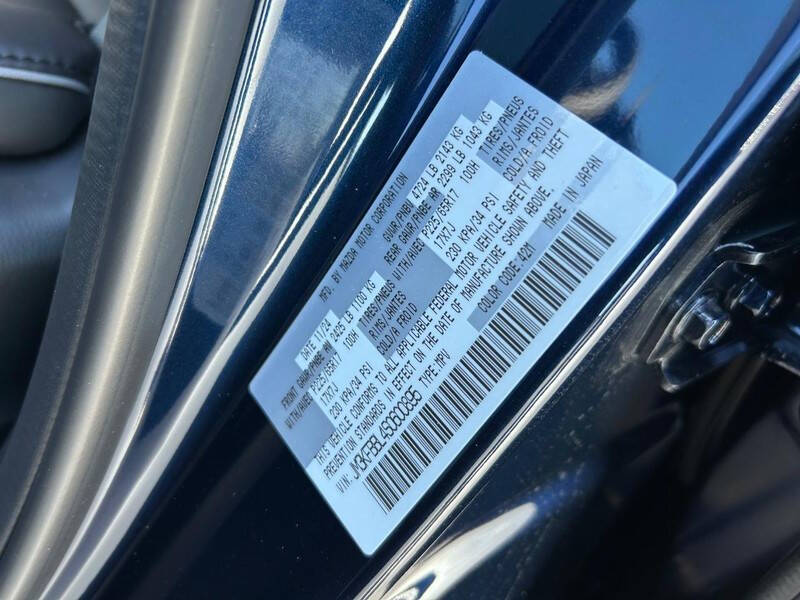 MFD. BY MAZDA MOTOR CORPORATION
DATE 11/24 GVWR/PNBV 4724 LB 2143 KG
FRONT GAWR/PNBE AV 2425 LB 1100 KG REAR GAWR/PNBE AR 2299 LB 1043 KG
WITH/AVEC P225/65R17 100H TIRES/PNEUS WITH/AVEC P225/65R17 100H TIRES/PNEUS
17X7J RIMS/JANTES 17X7J RIMS/JANTES
230 KPA/34 PSI COLD/A FROID 230 KPA/34 PSI COLD/A FROID
THIS VEHICLE CONFORMS TO ALL APPLICABLE FEDERAL MOTOR VEHICLE SAFETY AND THEFT
PREVENTION STANDARDS IN EFFECT ON THE DATE OF MANUFACTURE SHOWN ABOVE.
VIN: TYPE: MPV COLOR CODE: 42M MADE IN JAPAN